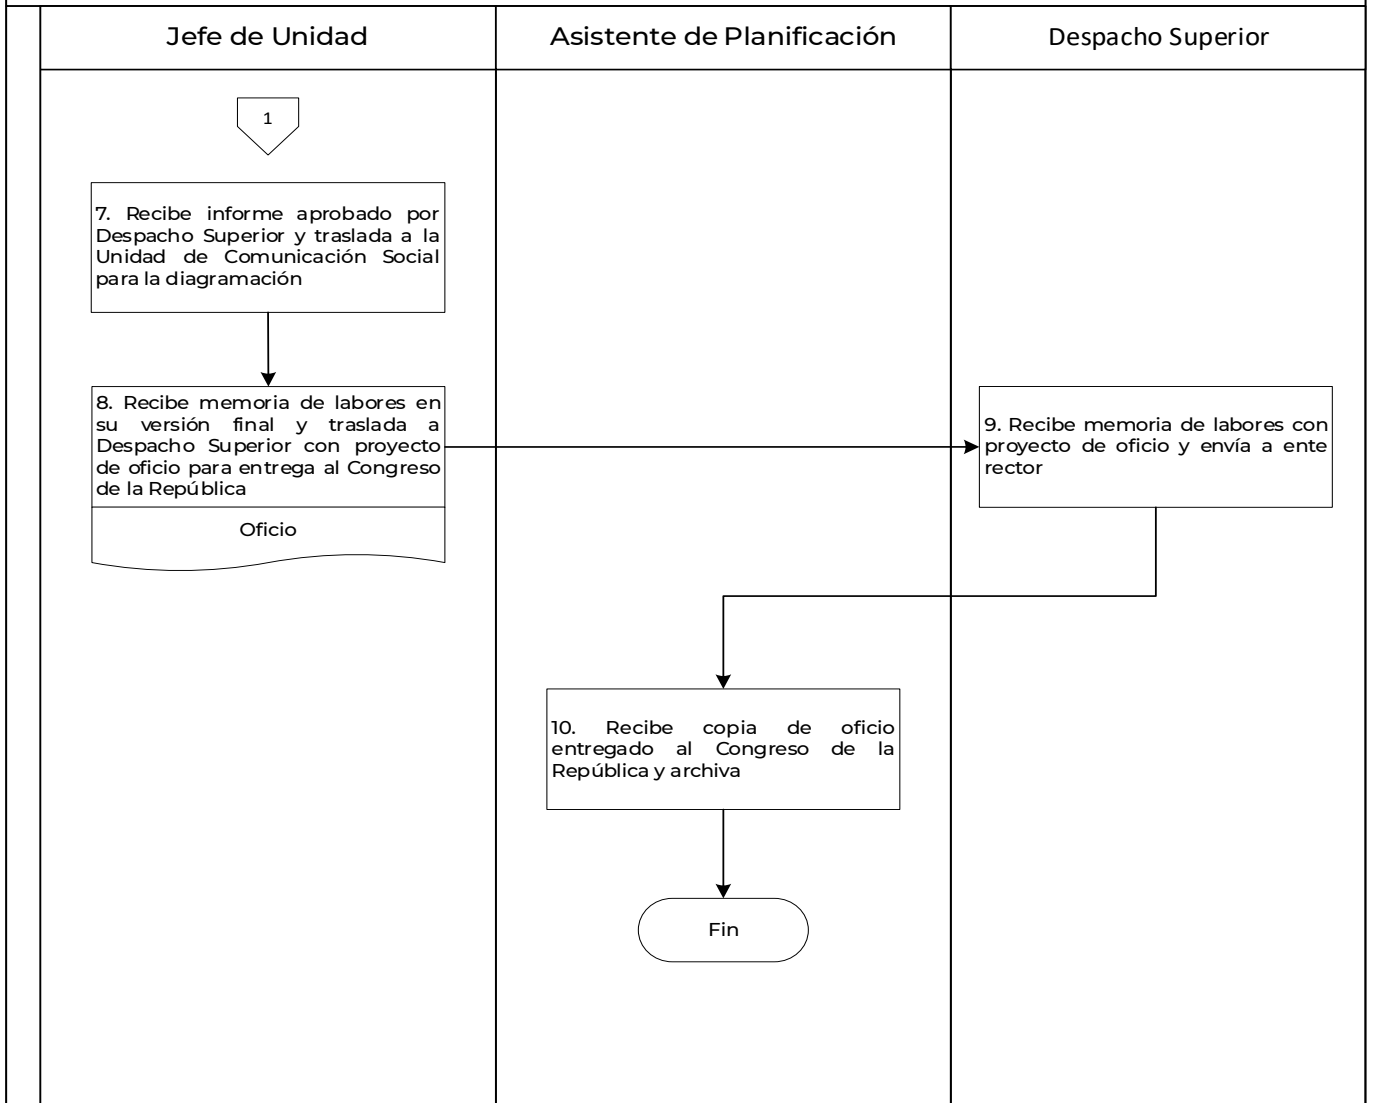 Jefe de Unidad
Asistente de Planificación
Despacho Superior
1
7. Recibe informe aprobado por
Despacho Superior y traslada a la
Unidad de Comunicación Social
para la diagramación
8. Recibe memoria de labores en
su versión final y traslada a
Despacho Superior con proyecto
de oficio para entrega al Congreso
de la República
Oficio
9. Recibe memoria de labores con
proyecto de oficio y envía a ente
rector
10. Recibe copia de oficio
entregado al Congreso de la
República y archiva
Fin